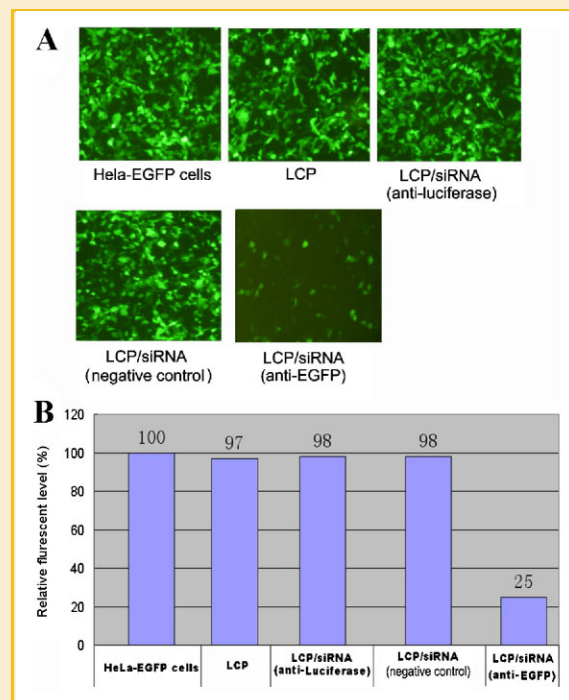 A
Hela-EGFP cells
LCP
LCP/siRNA
(anti-luciferase)
LCP/siRNA
(negative control)
LCP/siRNA
(anti-EGFP)
B
Relative flurescent level (%)
120
100
80
60
40
20
0
100
97
98
98
25
HeLa-EGFP cells
LCP
LCP/siRNA
(anti-Luciferase)
LCP/siRNA
(negative control)
LCP/siRNA
(anti-EGFP)